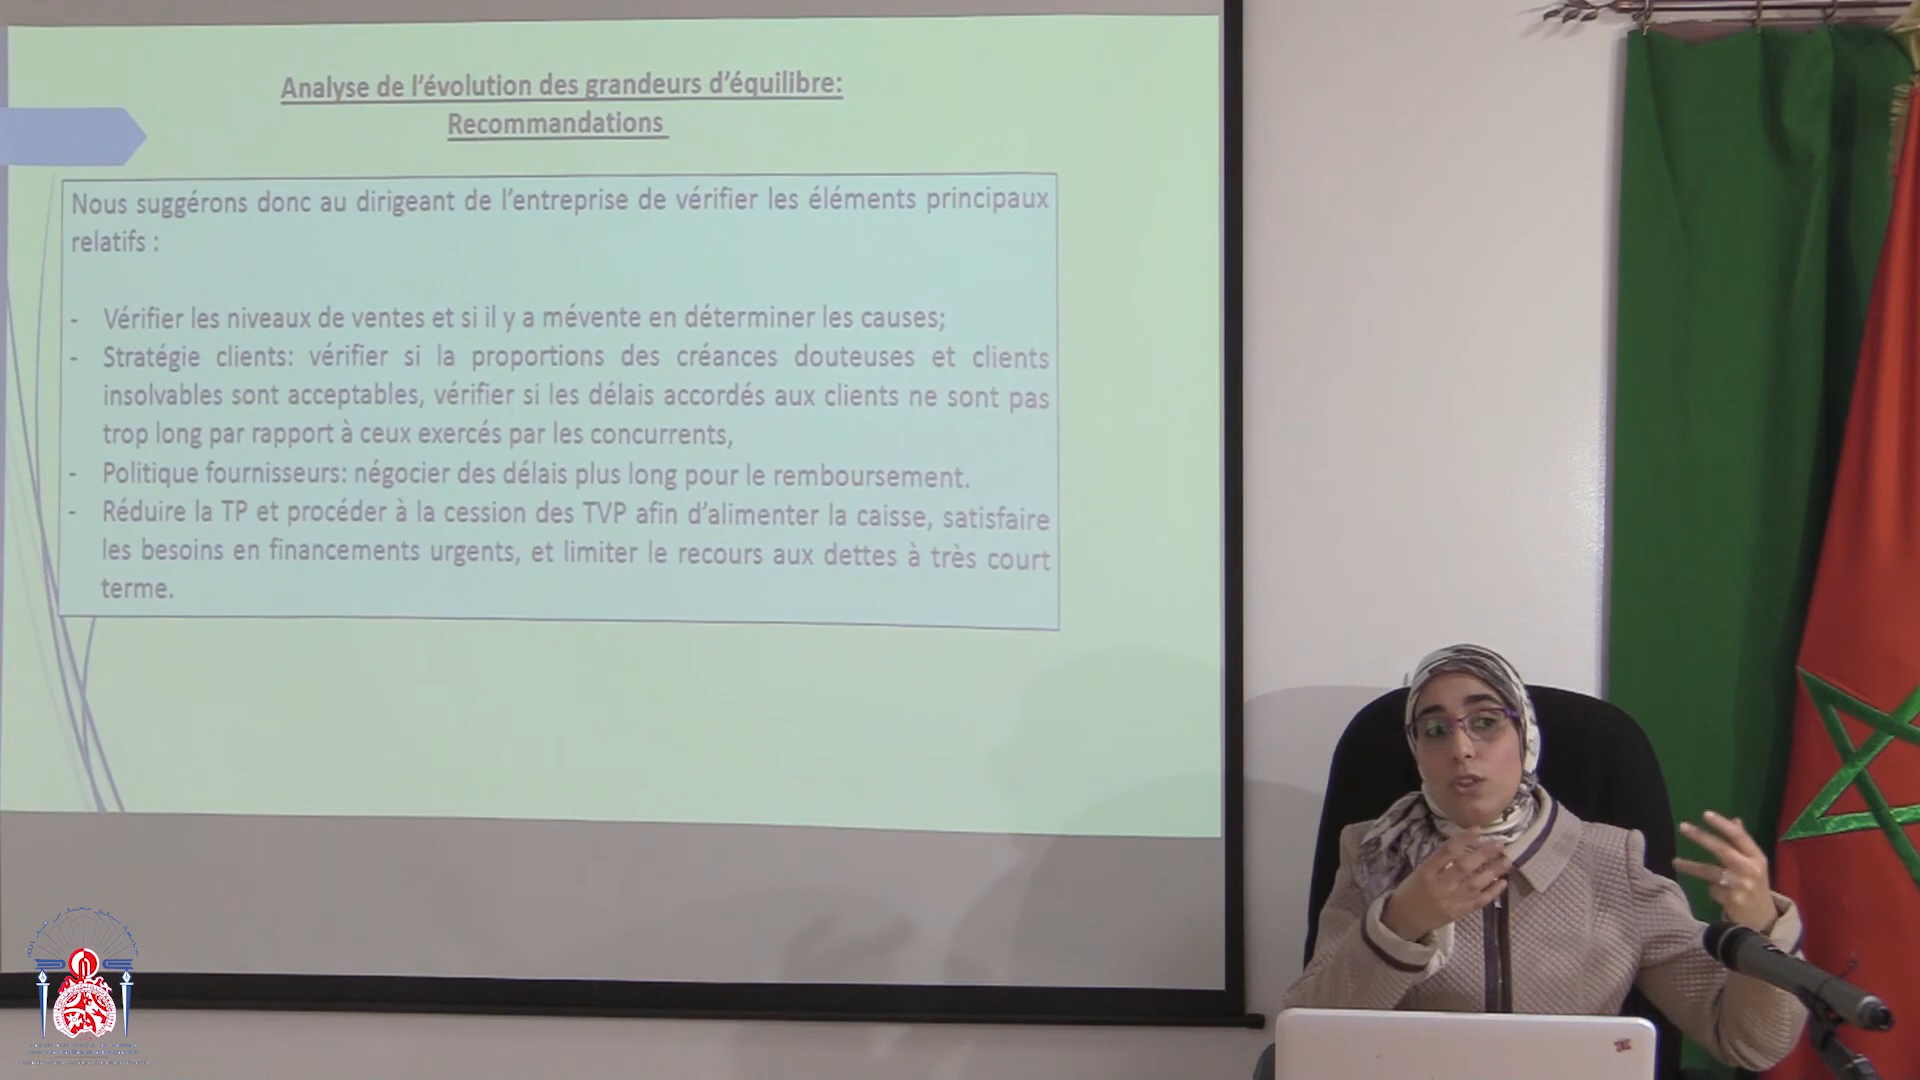 Analyse de l'évolution des grandeurs d'équilibre:
Recommandations
Nous suggérons donc au dirigeant de l'entreprise de vérifier les éléments principaux
relatifs :
- Vérifier les niveaux de ventes et si il y a mévente en déterminer les causes;
- Stratégie clients: vérifier si la proportions des créances douteuses et clients
insolvables sont acceptables, vérifier si les délais accordés aux clients ne sont pas
trop long par rapport à ceux exercés par les concurrents,
- Politique fournisseurs: négocier des délais plus long pour le remboursement.
- Réduire la TP et procéder à la cession des TVP afin d'alimenter la caisse, satisfaire
les besoins en financements urgents, et limiter le recours aux dettes à très court
terme.